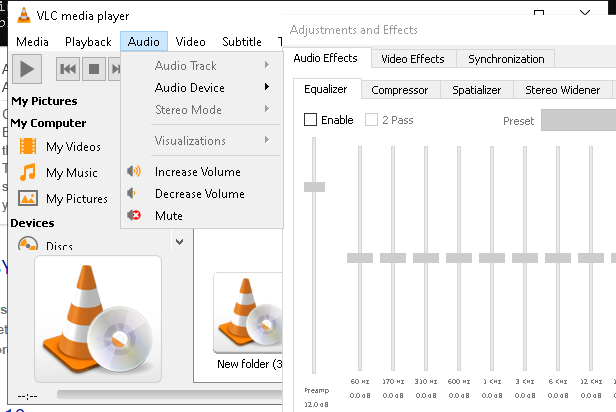 VLC media player
Media Playback Audio Video Subtitle
Audio Track
Audio Device
Stereo Mode
Visualizations
Increase Volume
Decrease Volume
Mute
My Pictures
My Computer
My Videos
My Music
My Pictures
Devices
Discs
New folder (3
--:--
Adjustments and Effects
Audio Effects Video Effects Synchronization
Equalizer Compressor Spatializer Stereo Widener
Enable 2 Pass Preset
60 Hz 170 Hz 310 Hz 600 Hz 1 KHz 3 KHz 6 KHz 12 KHz
Preamp 0.0 dB 0.0 dB 0.0 dB 0.0 dB 0.0 dB 0.0 dB 0.0 dB 0.0 dB
12.0 dB